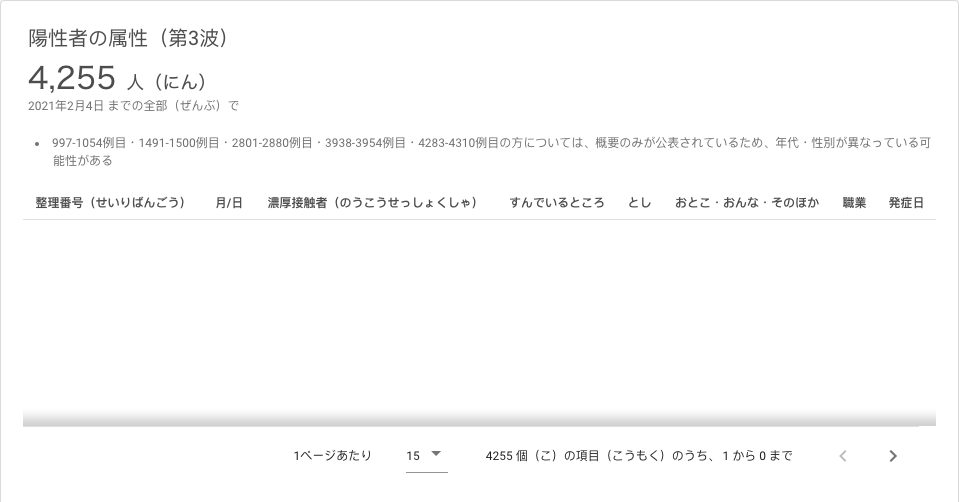 陽性者の属性（第3波）
4,255 人（にん）
2021年2月4日 までの全部（ぜんぶ）で
997-1054例目・1491-1500例目・2801-2880例目・3938-3954例目・4283-4310例目の方については、概要のみが公表されているため、年代・性別が異なっている可
能性がある
整理番号（せいりばんごう） 月/日 濃厚接触者（のうこうせっしょくしゃ） すんでいるところ とし おとこ・おんな・そのほか 職業 発症日
1ページあたり 15 4255 個（こ）の項目（こうもく）のうち、1 から 0 まで